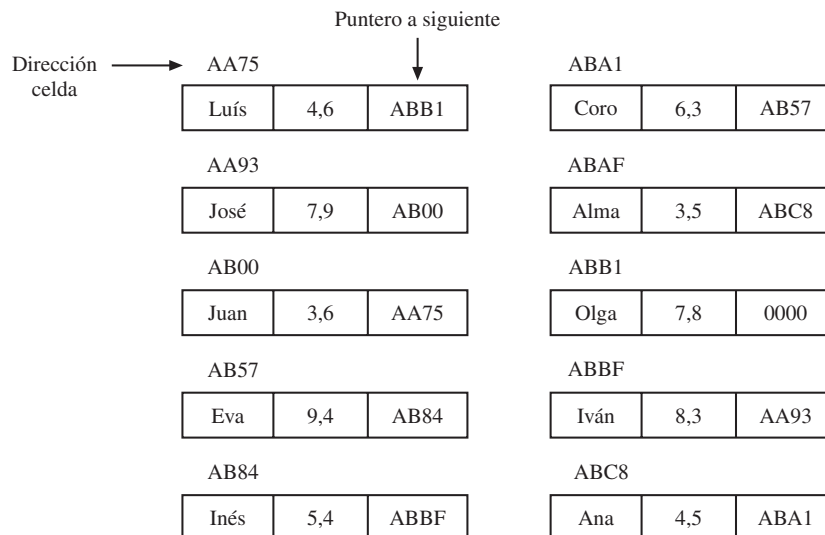 Puntero a siguiente
Dirección
celda
AA75
Luís 4,6 ABB1
AA93
José 7,9 AB00
AB00
Juan 3,6 AA75
AB57
Eva 9,4 AB84
AB84
Inés 5,4 ABBF
ABA1
Coro 6,3 AB57
ABAF
Alma 3,5 ABC8
ABB1
Olga 7,8 0000
ABBF
Iván 8,3 AA93
ABC8
Ana 4,5 ABA1